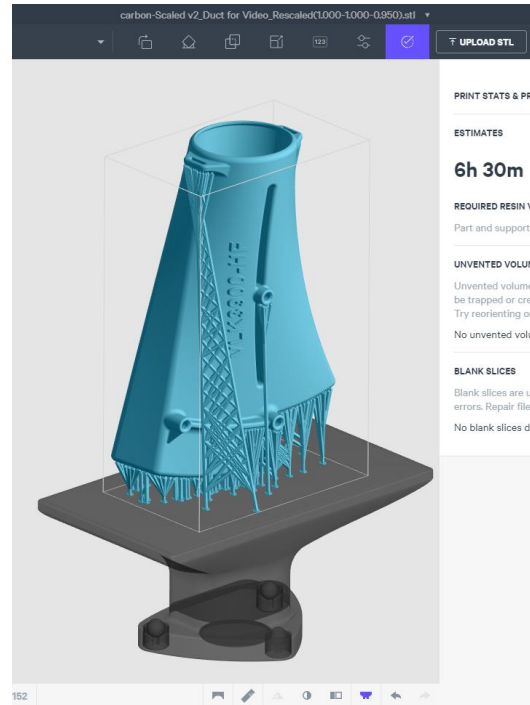 carbon-Scaled v2_Duct for Video_Rescaled(1.000-1.000-0.950).stl
123
UPLOAD STL
PRINT STATS & PR
ESTIMATES
6h 30m
REQUIRED RESIN V
Part and support
UNVENTED VOLUM
Unvented volume
be trapped or cre
Try reorienting o
No unvented volu
BLANK SLICES
Blank slices are u
errors. Repair file
No blank slices d
152